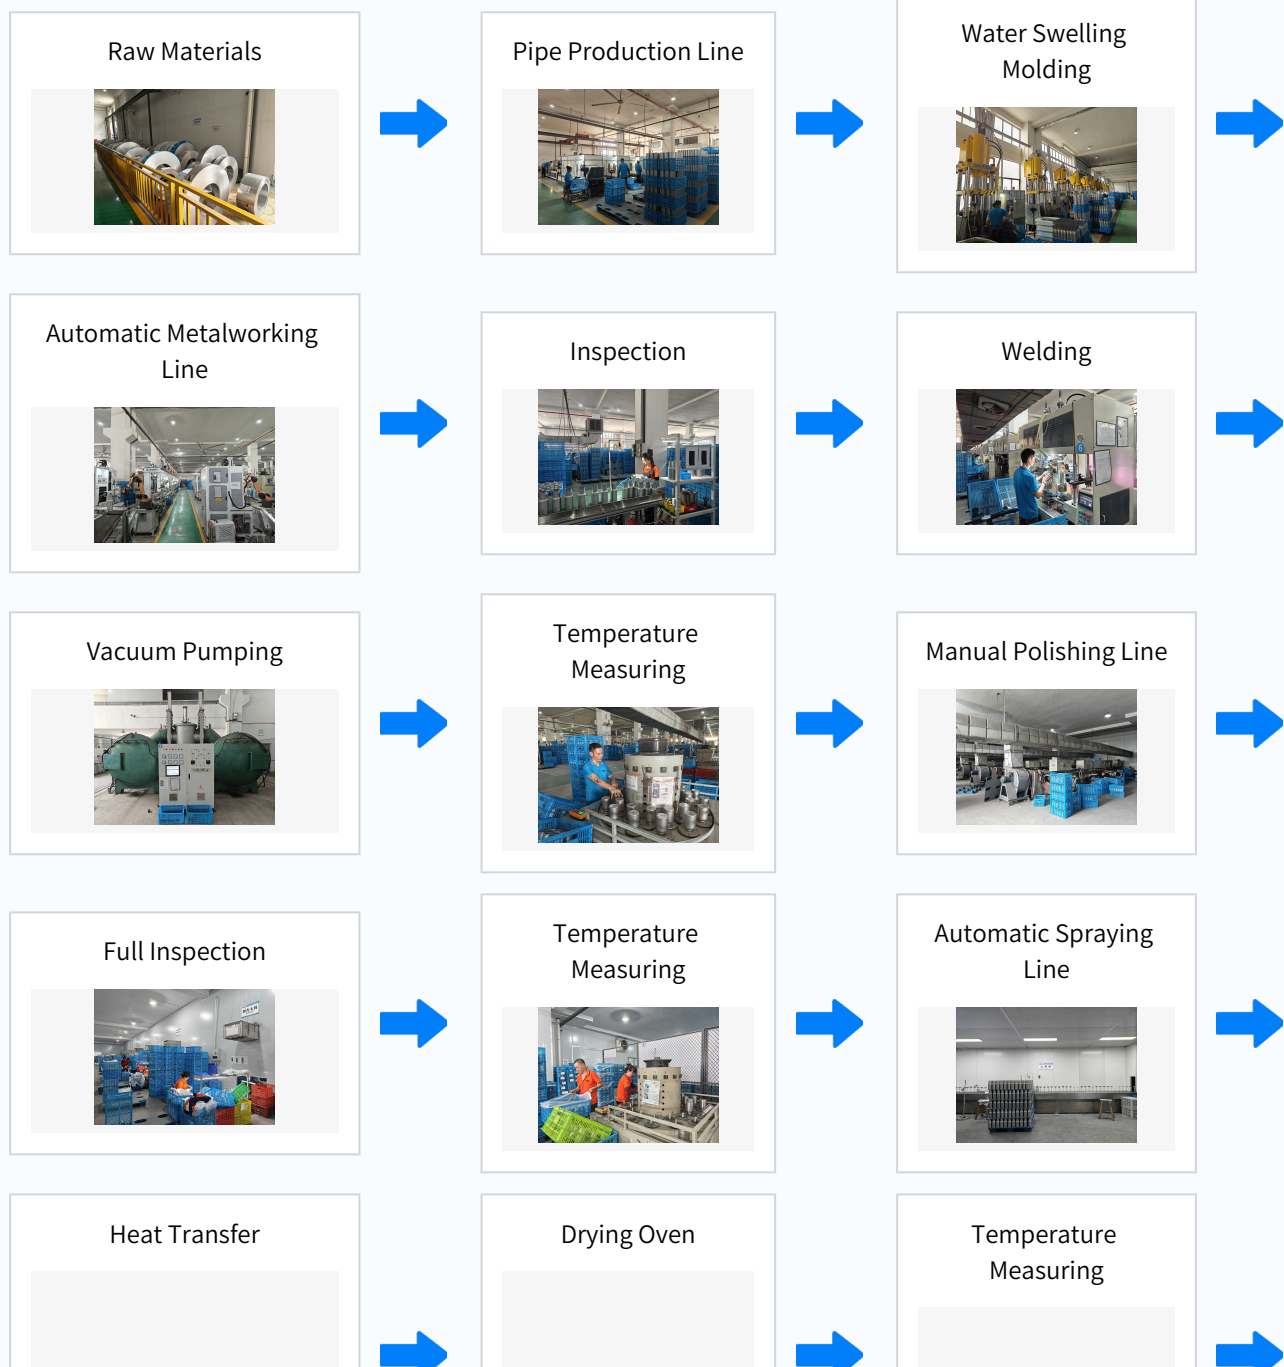 Raw Materials
Pipe Production Line
Water Swelling
Molding
Automatic Metalworking
Line
Inspection
Welding
Vacuum Pumping
Temperature
Measuring
Manual Polishing Line
Full Inspection
Temperature
Measuring
Automatic Spraying
Line
Heat Transfer
Drying Oven
Temperature
Measuring